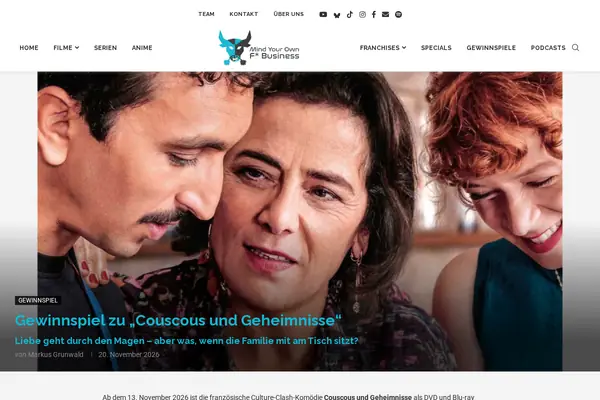 TEAM KONTAKT ÜBER UNS
HOME FILME SERIEN ANIME
Mind Your Own
F* Business
FRANCHISES SPECIALS GEWINNSPIELE PODCASTS
GEWINNSPIEL
Gewinnspiel zu „Couscous und Geheimnisse“
Liebe geht durch den Magen – aber was, wenn die Familie mit am Tisch sitzt?
von Markus Grunwald 20. November 2026
Ab dem 13. November 2026 ist die französische Culture-Clash-Komödie Couscous und Geheimnisse als DVD und Blu-ray